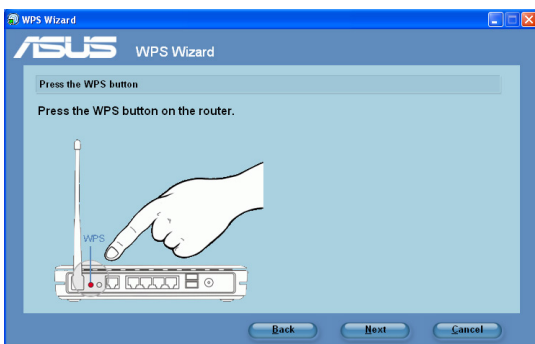 WPS Wizard
ASUS WPS Wizard
Press the WPS button
Press the WPS button on the router.
WPS
Back Next Cancel